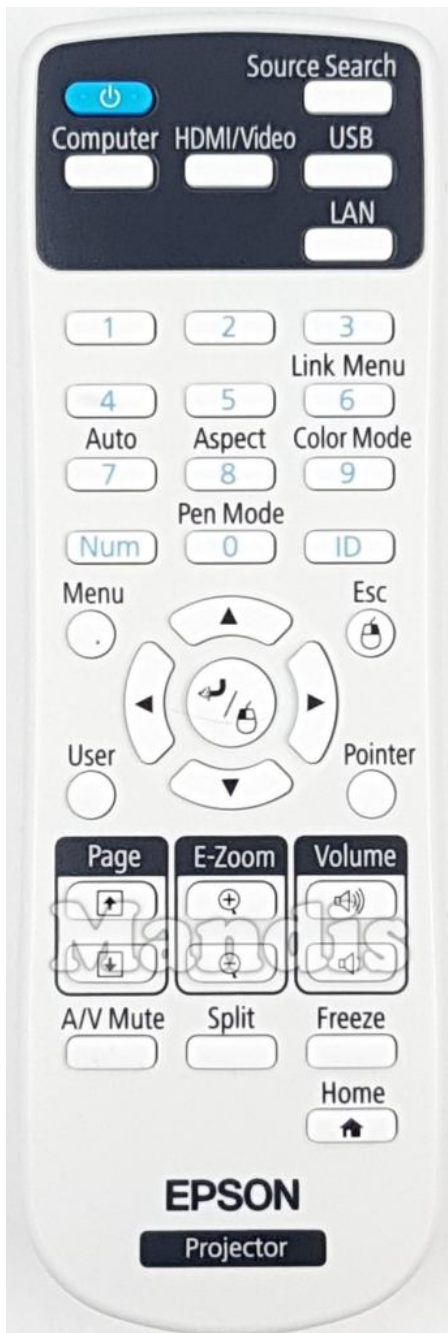 Source Search
Computer HDMI/Video USB
LAN
1 2 3
Link Menu
4 5 6
Auto Aspect Color Mode
7 8 9
Pen Mode
Num 0 ID
Menu Esc
User Pointer
Page E-Zoom Volume
Mandis
A/V Mute Split Freeze
Home
EPSON
Projector